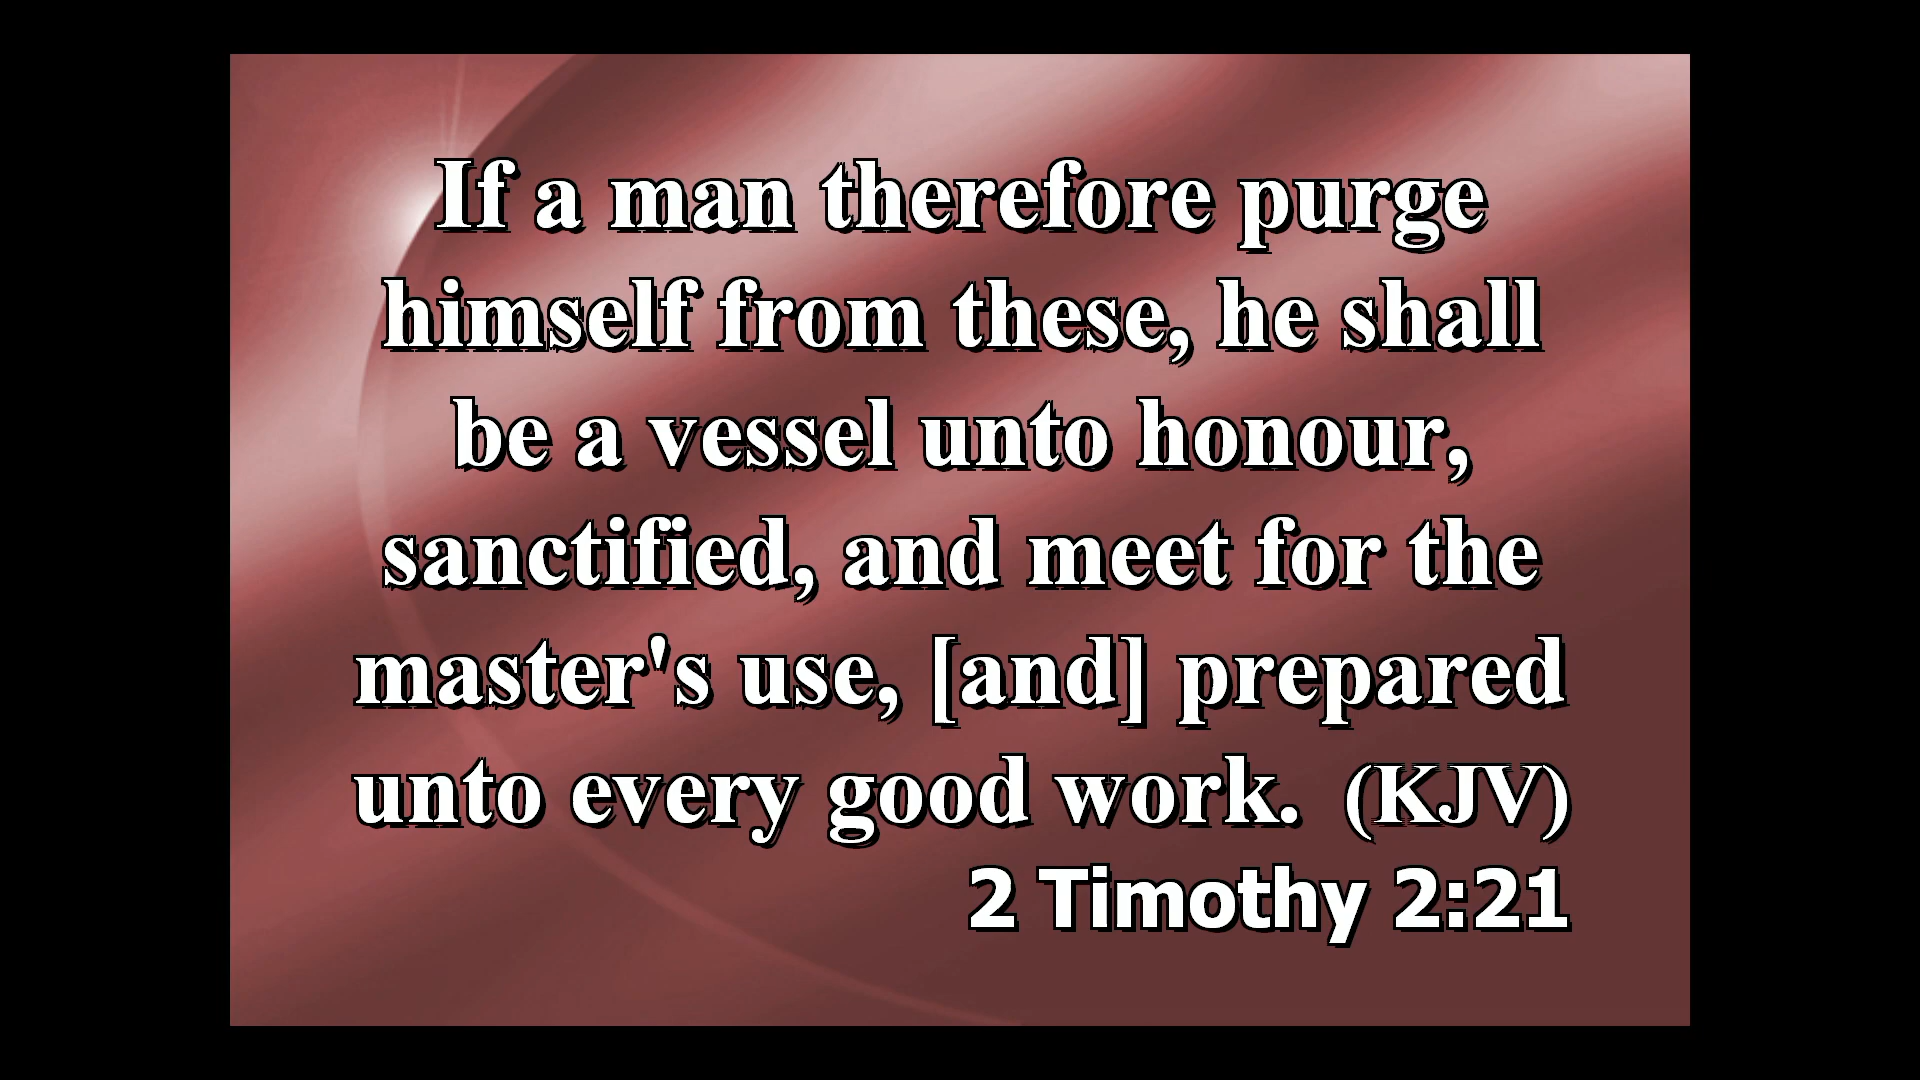 If a man therefore purge
himself from these, he shall
be a vessel unto honour,
sanctified, and meet for the
master's use, [and] prepared
unto every good work.  (KJV)
2 Timothy 2:21